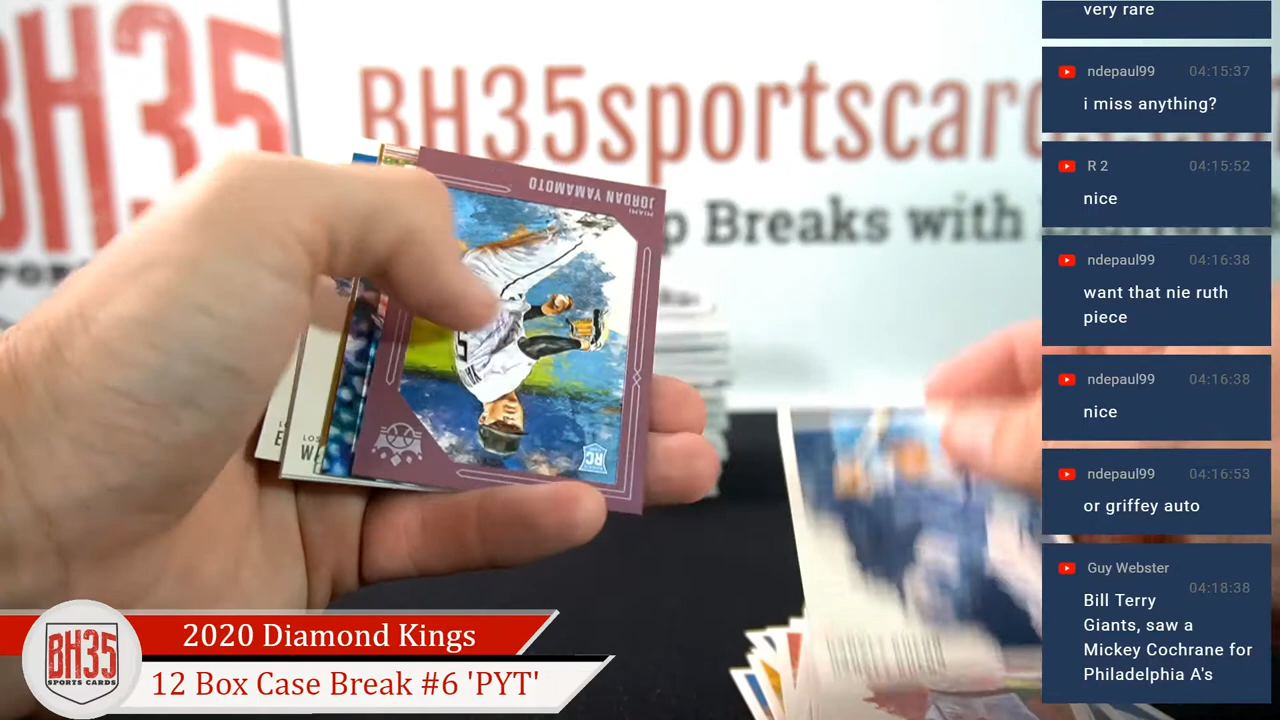 BH35
SPORTS
BH35sportscar
p Breaks with
JORDAN YAMAMOTO
MIAMI
RC
BH35
SPORTS CARDS
2020 Diamond Kings
12 Box Case Break #6 'PYT'
very rare
ndepaul99 04:15:37
i miss anything?
R 2 04:15:52
nice
ndepaul99 04:16:38
want that nie ruth
piece
ndepaul99 04:16:38
nice
ndepaul99 04:16:53
or griffey auto
Guy Webster 04:18:38
Bill Terry
Giants, saw a
Mickey Cochrane for
Philadelphia A's